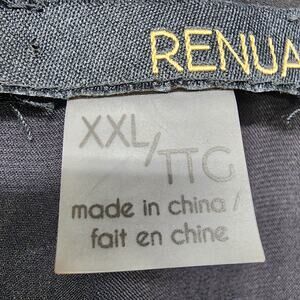 RENUA
XXL/TTG
made in china/
fait en chine